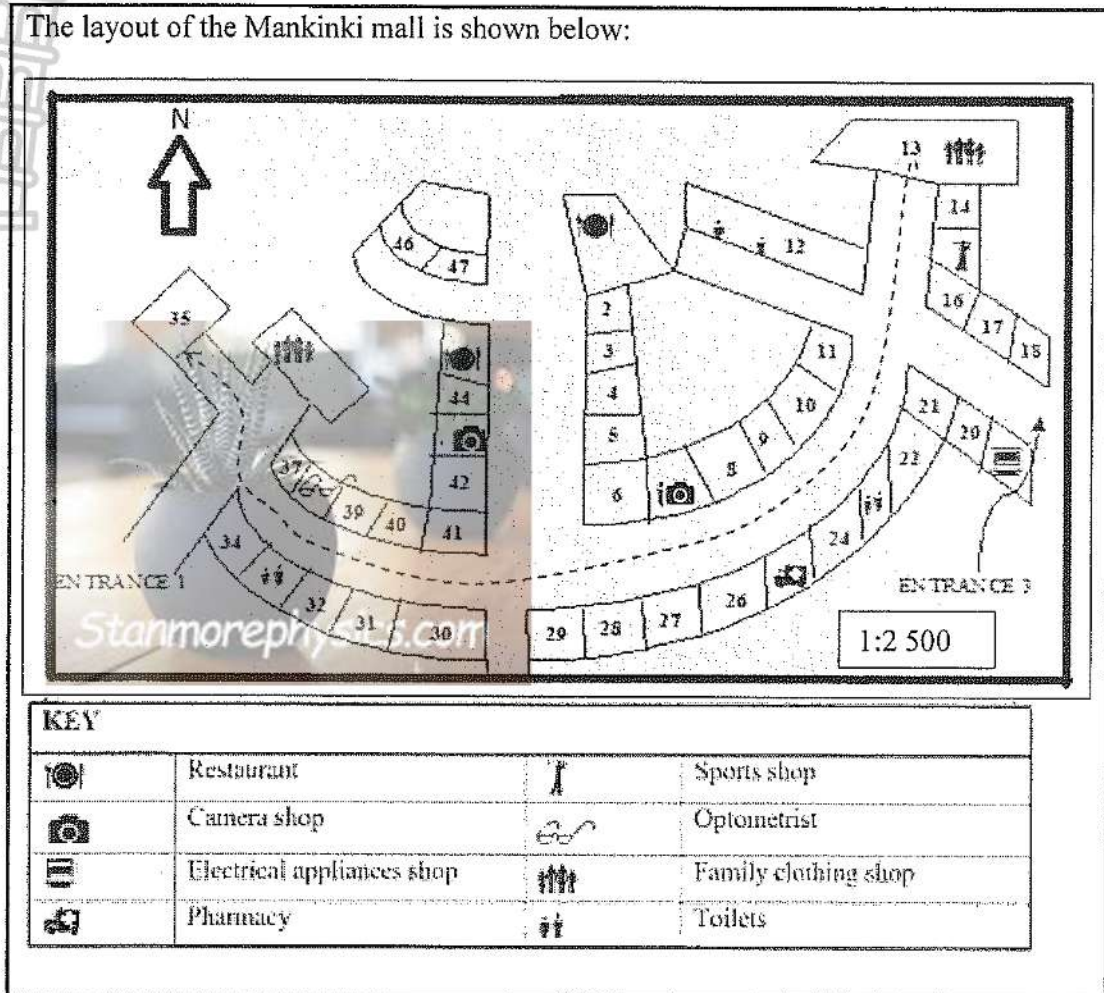 The layout of the Mankinki mall is shown below:
N
13
14
46
47
12
35
2
3
11
16
17
18
44
4
10
5
9
21
20
37
42
6
8
22
39
40
41
24
34
ENTRANCE 1
ENTRANCE 3
32
31
30
29
28
27
26
Stanmorephysics.com
1:2 500
KEY
Restaurant
Sports shop
Camera shop
Optometrist
Electrical appliances shop
Family clothing shop
Pharmacy
Toilets